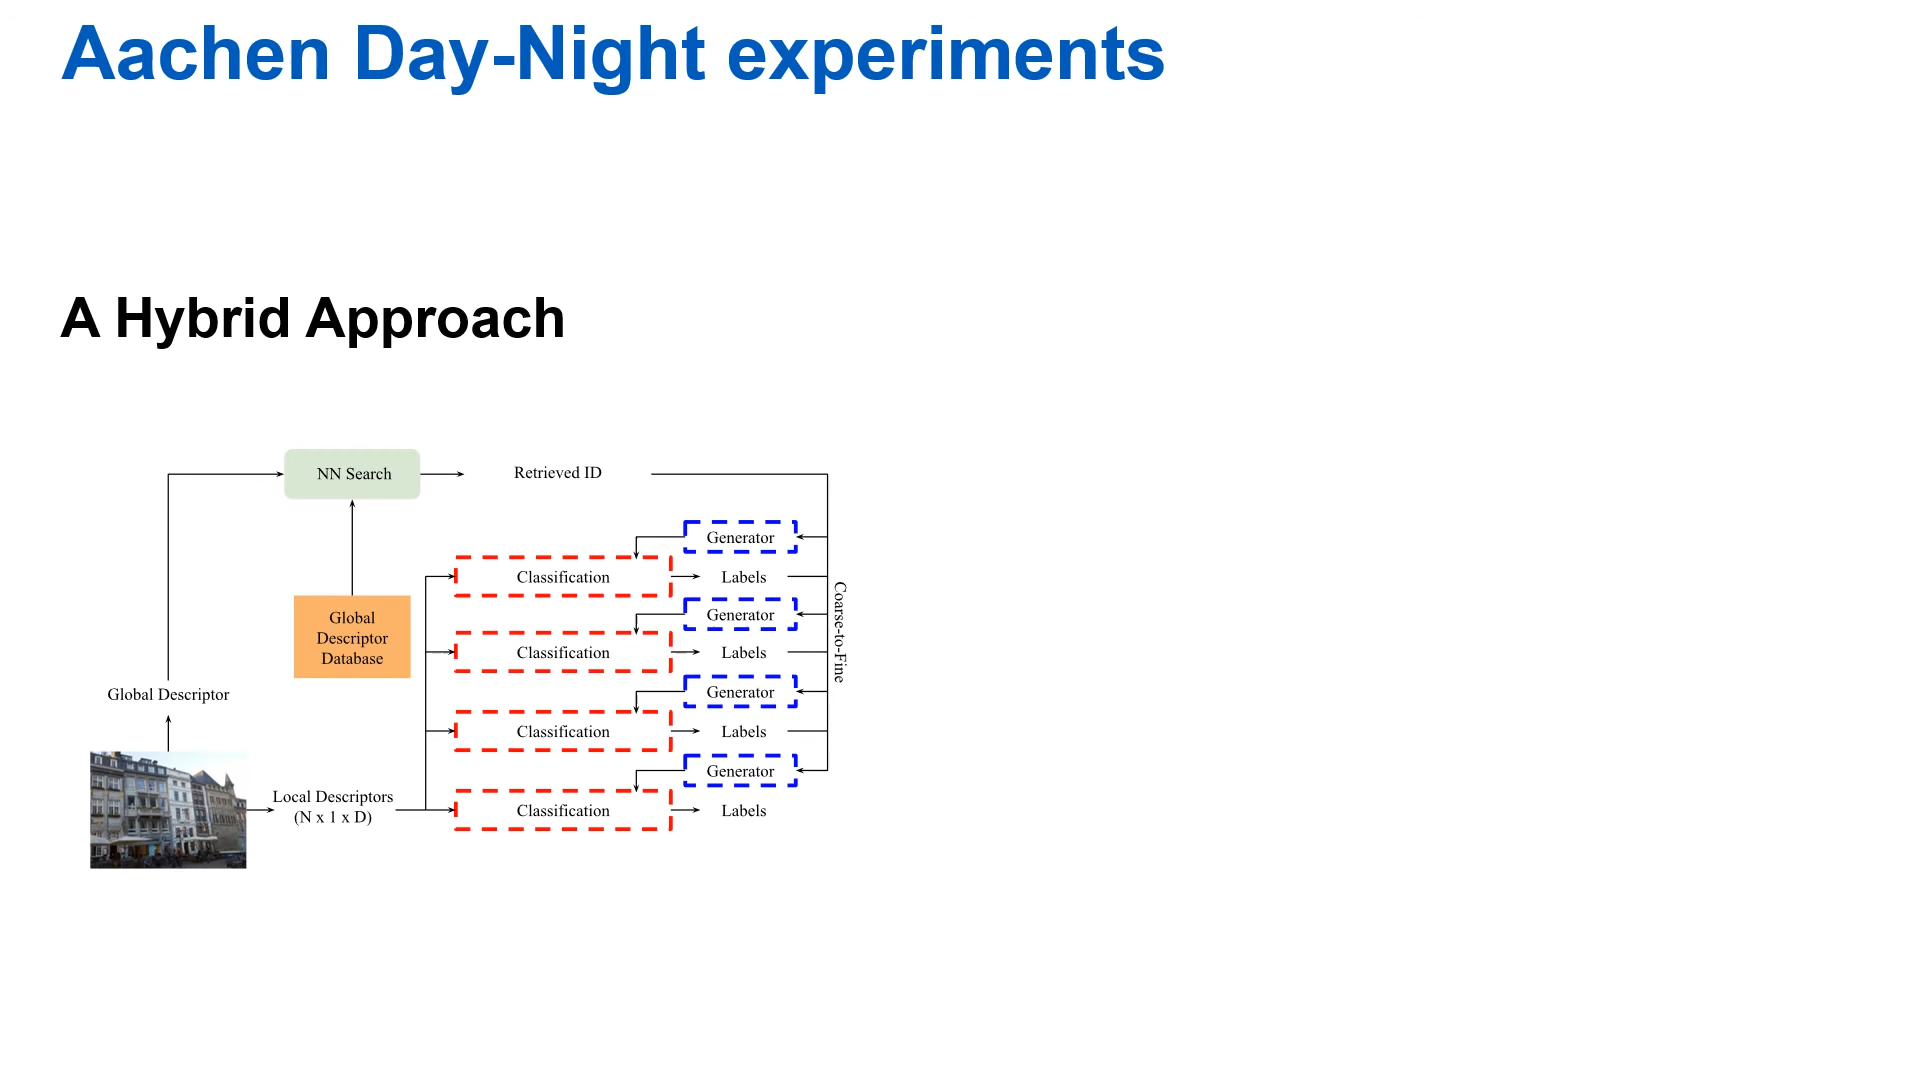 Aachen Day-Night experiments
A Hybrid Approach
NN Search
Retrieved ID
Generator
Classification
Labels
Global
Descriptor
Database
Generator
Classification
Labels
Coarse-to-Fine
Generator
Global Descriptor
Classification
Labels
Generator
Local Descriptors
(N x 1 x D)
Classification
Labels